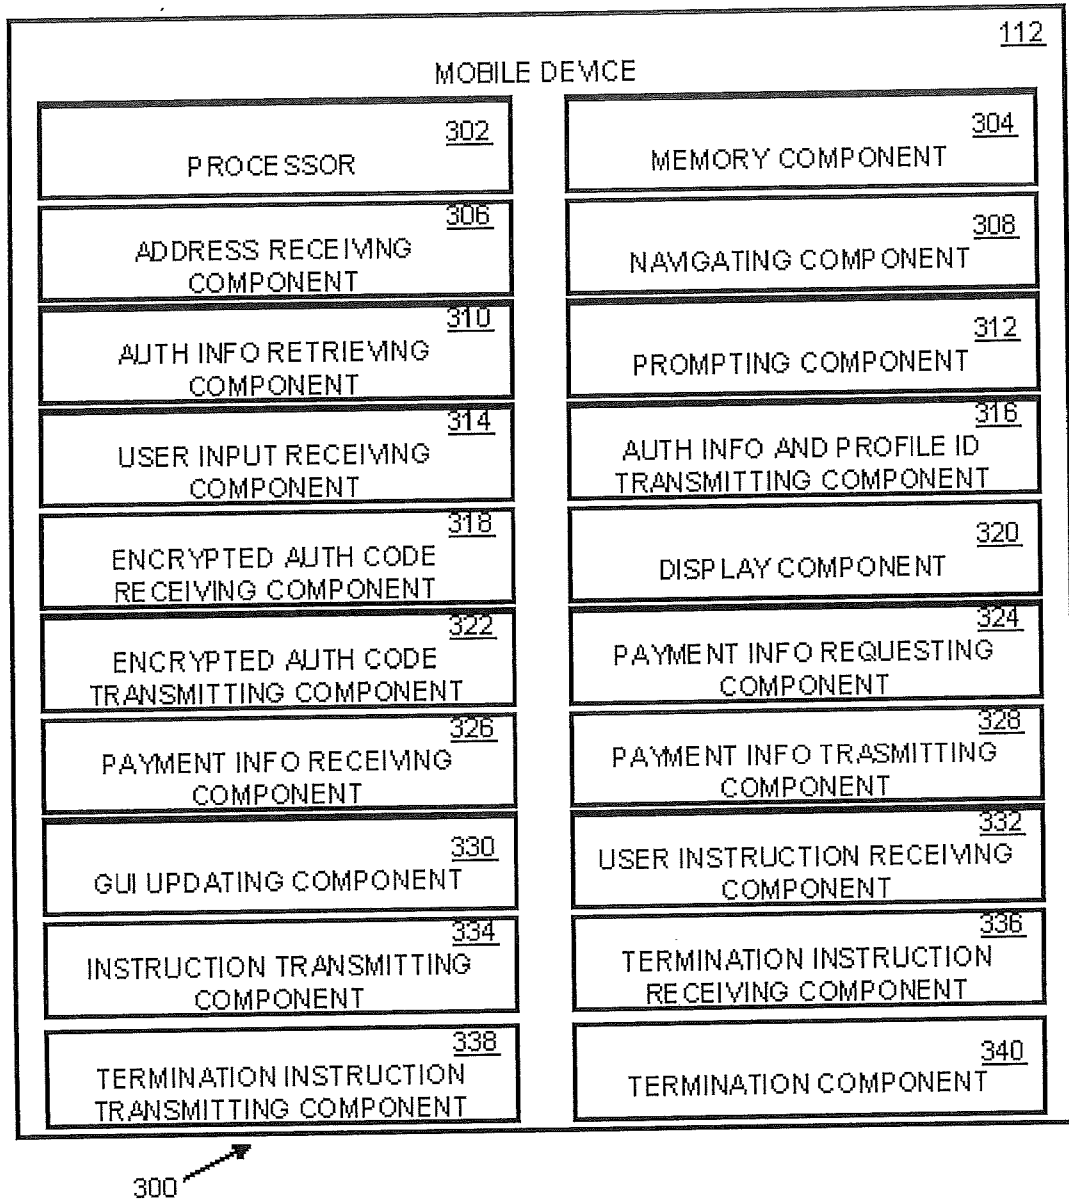 112
MOBILE DEVICE
302
PROCESSOR
304
MEMORY COMPONENT
306
ADDRESS RECEIVING
COMPONENT
308
NAVIGATING COMPONENT
310
AUTH INFO RETRIEVING
COMPONENT
312
PROMPTING COMPONENT
314
USER INPUT RECEIVING
COMPONENT
316
AUTH INFO AND PROFILE ID
TRANSMITTING COMPONENT
318
ENCRYPTED AUTH CODE
RECEIVING COMPONENT
320
DISPLAY COMPONENT
322
ENCRYPTED AUTH CODE
TRANSMITTING COMPONENT
324
PAYMENT INFO REQUESTING
COMPONENT
326
PAYMENT INFO RECEIVING
COMPONENT
328
PAYMENT INFO TRASMITTING
COMPONENT
330
GUI UPDATING COMPONENT
332
USER INSTRUCTION RECEIVING
COMPONENT
334
INSTRUCTION TRANSMITTING
COMPONENT
336
TERMINATION INSTRUCTION
RECEIVING COMPONENT
338
TERMINATION INSTRUCTION
TRANSMITTING COMPONENT
340
TERMINATION COMPONENT
300